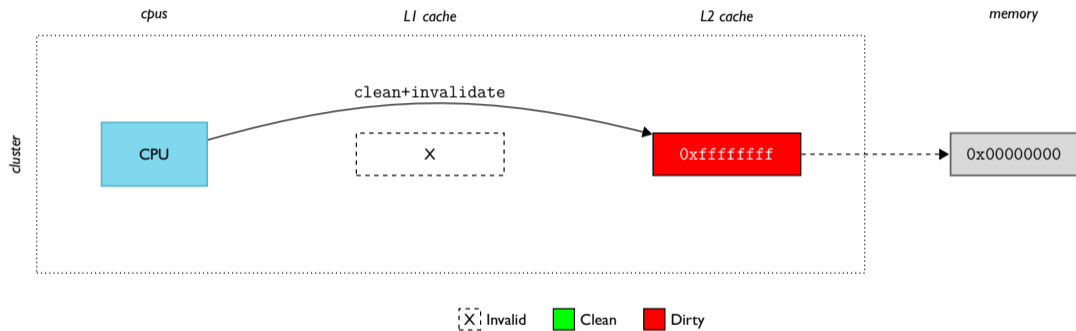 cpus L1 cache L2 cache memory
clean+invalidate
cluster
CPU X 0xffffffff 0x00000000
X Invalid Clean Dirty